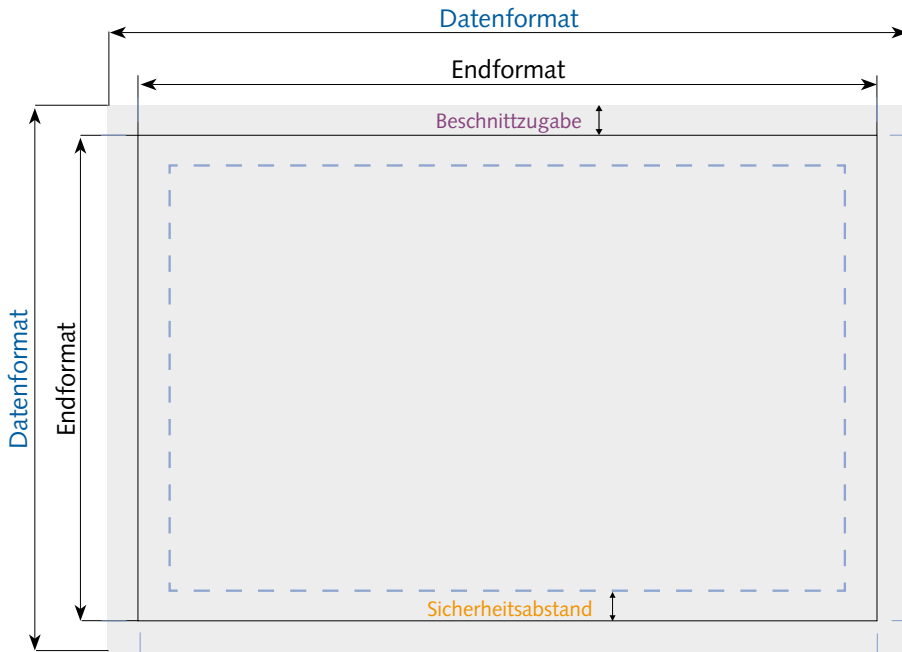 Datenformat
Endformat
Beschnittzugabe
Datenformat
Endformat
Sicherheitsabstand